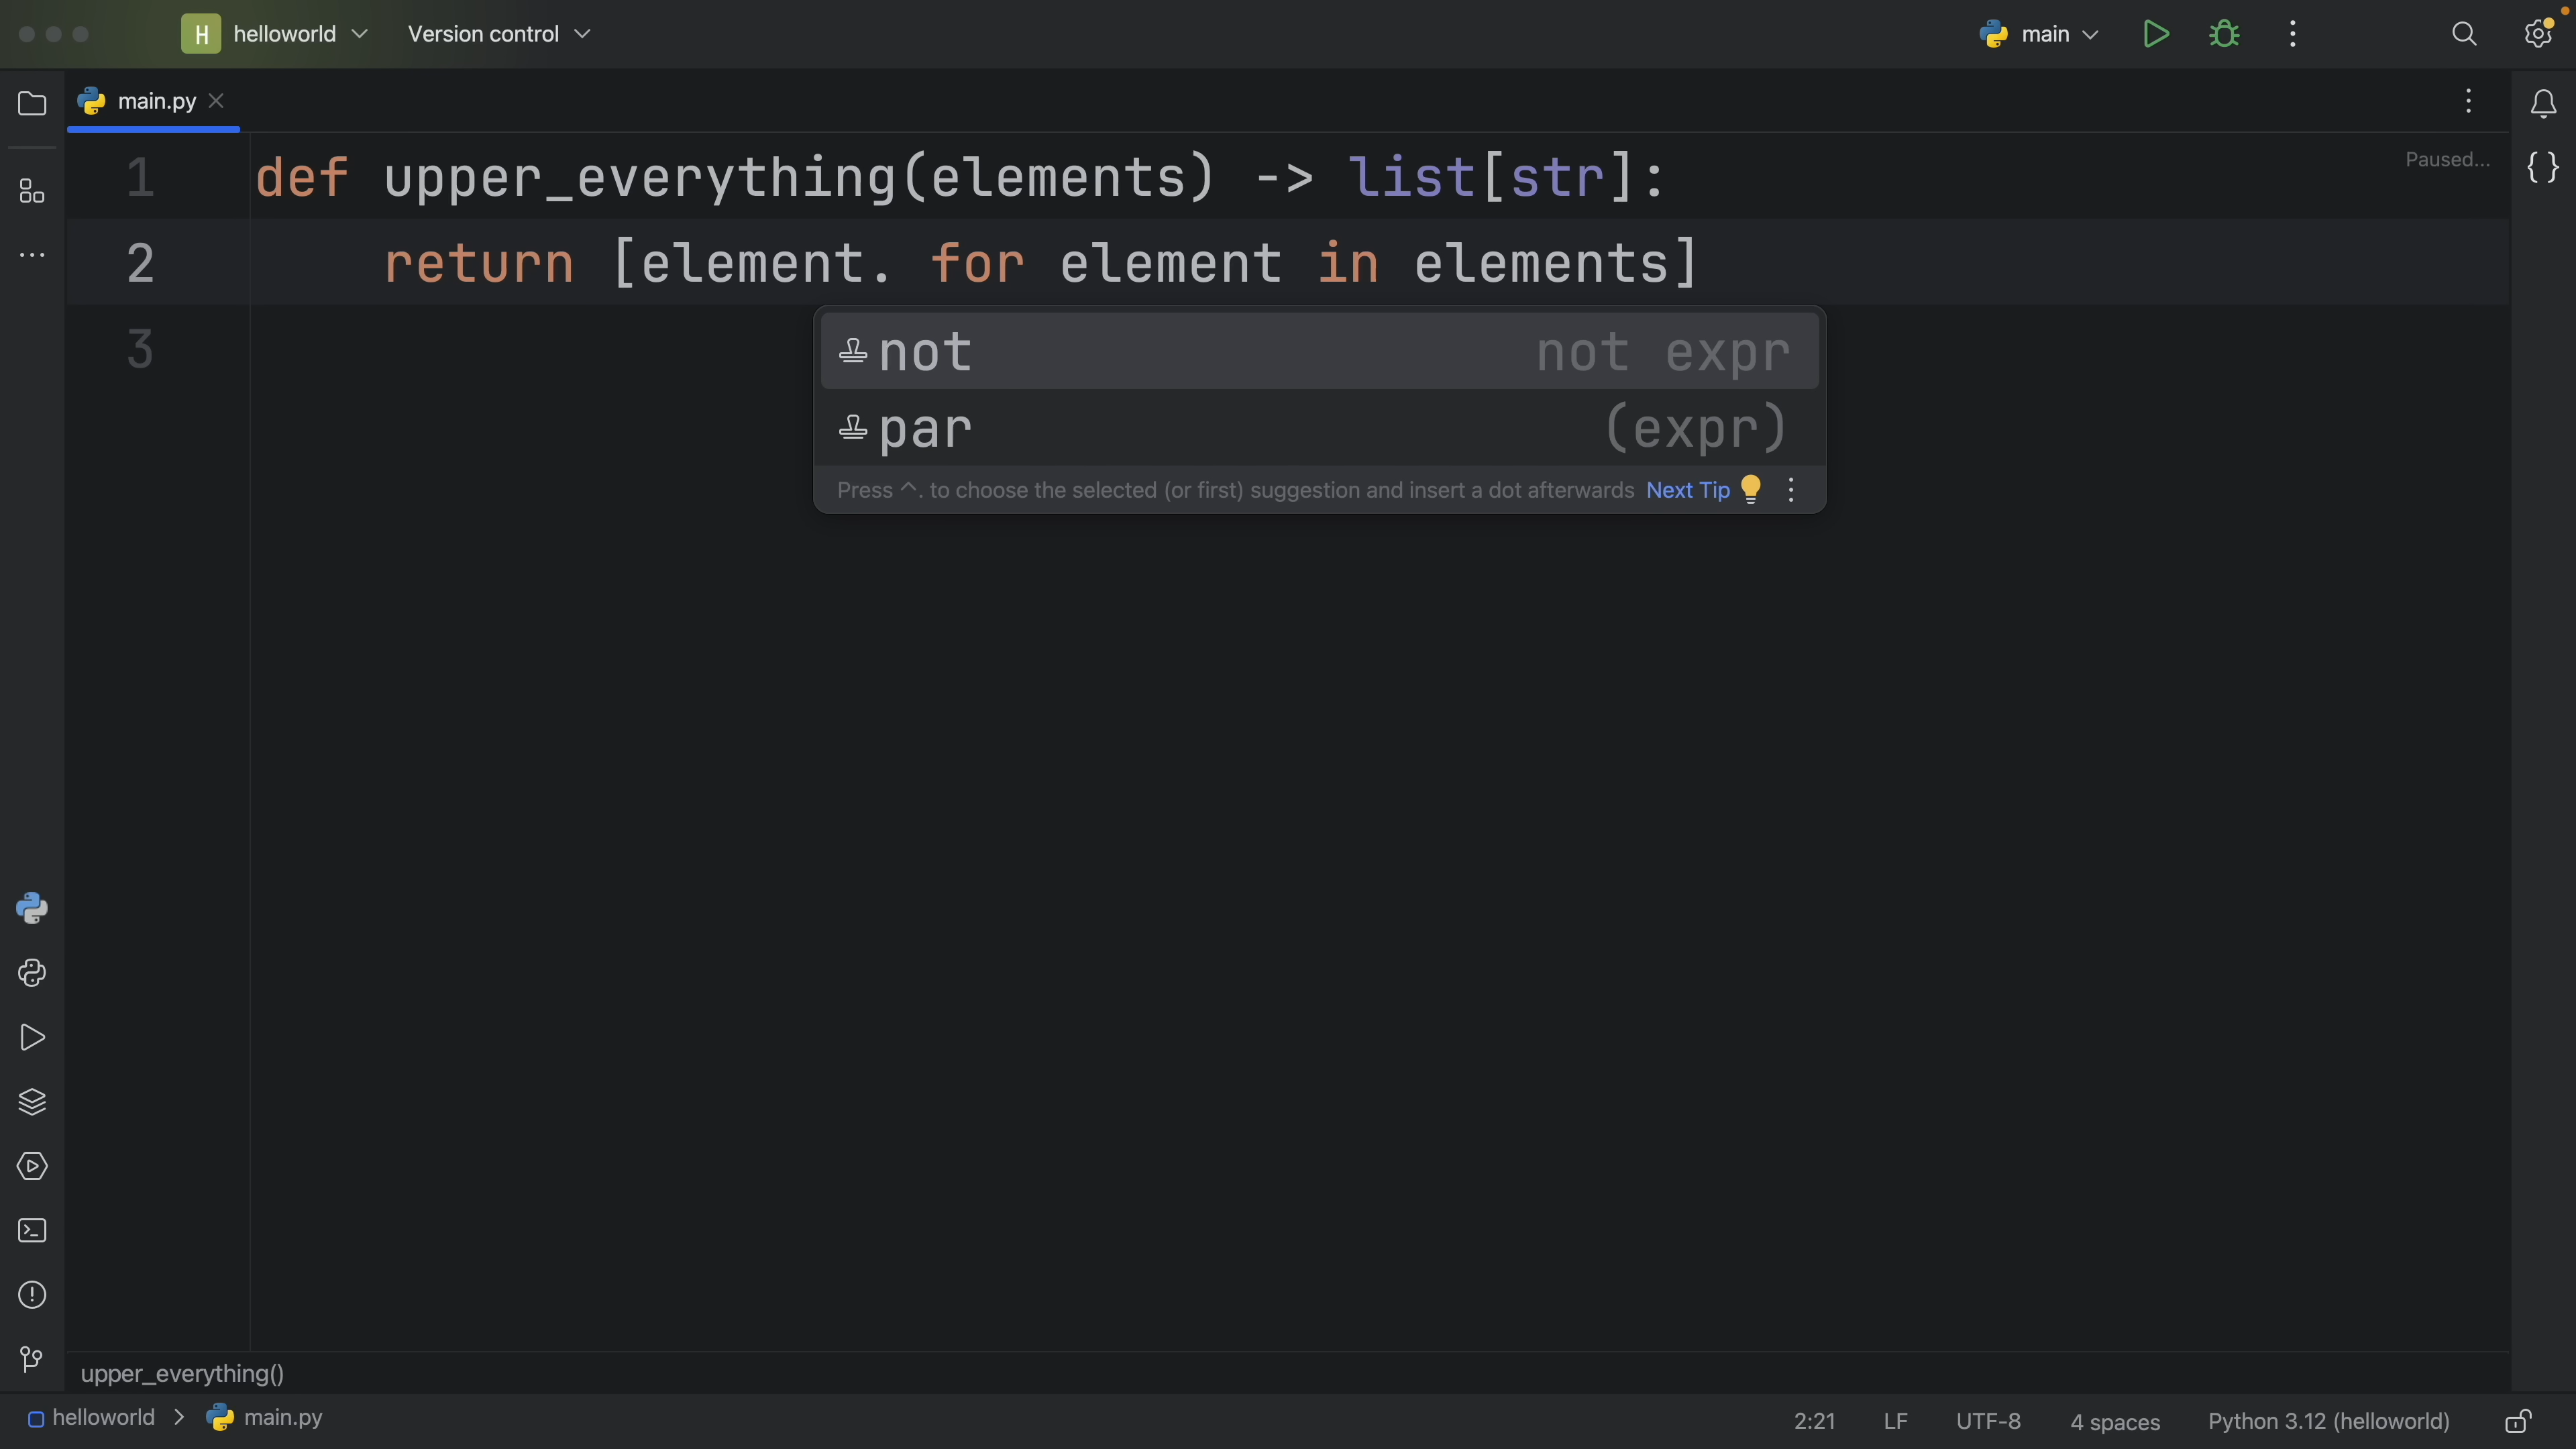 H helloworld Version control main
main.py
Paused...
1 def upper_everything(elements) -> list[str]:
2     return [element. for element in elements]
3
not not expr
par (expr)
Press ^. to choose the selected (or first) suggestion and insert a dot afterwards Next Tip
upper_everything()
helloworld > main.py 2:21 LF UTF-8 4 spaces Python 3.12 (helloworld)